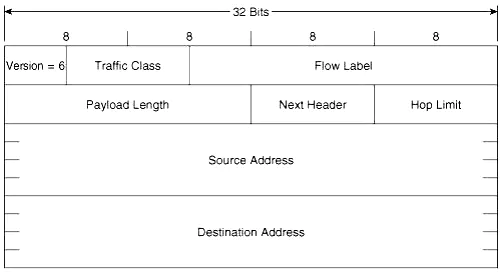 32 Bits
8 8 8 8
Version = 6 Traffic Class Flow Label
Payload Length Next Header Hop Limit
Source Address
Destination Address